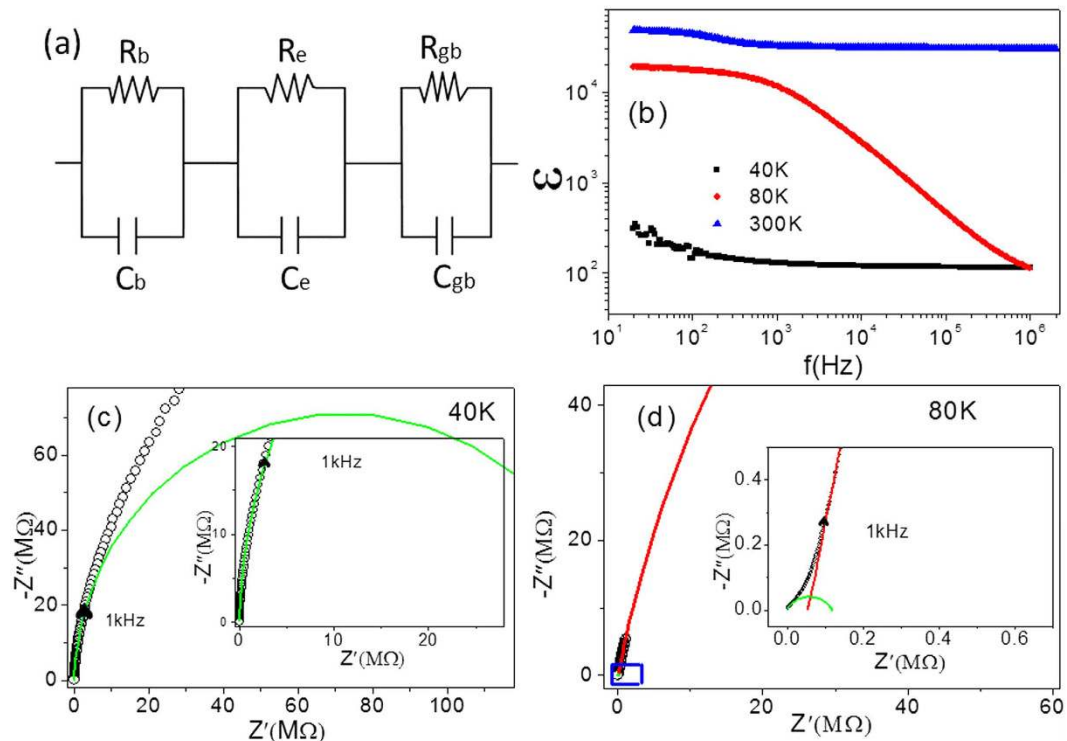 (a)
Rb
Re
Rgb
Cb
Ce
Cgb
(b)
ε
10⁴
10³
10²
40K
80K
300K
10¹
10²
10³
10⁴
10⁵
10⁶
f(Hz)
(c)
40K
-Z″(MΩ)
60
40
20
0
0
20
40
60
80
100
Z′(MΩ)
1kHz
-Z″(MΩ)
20
10
0
0
10
20
Z′(MΩ)
1kHz
(d)
80K
-Z″(MΩ)
40
20
0
0
20
40
60
Z′(MΩ)
-Z″(MΩ)
0.4
0.2
0.0
0.0
0.2
0.4
0.6
Z′(MΩ)
1kHz